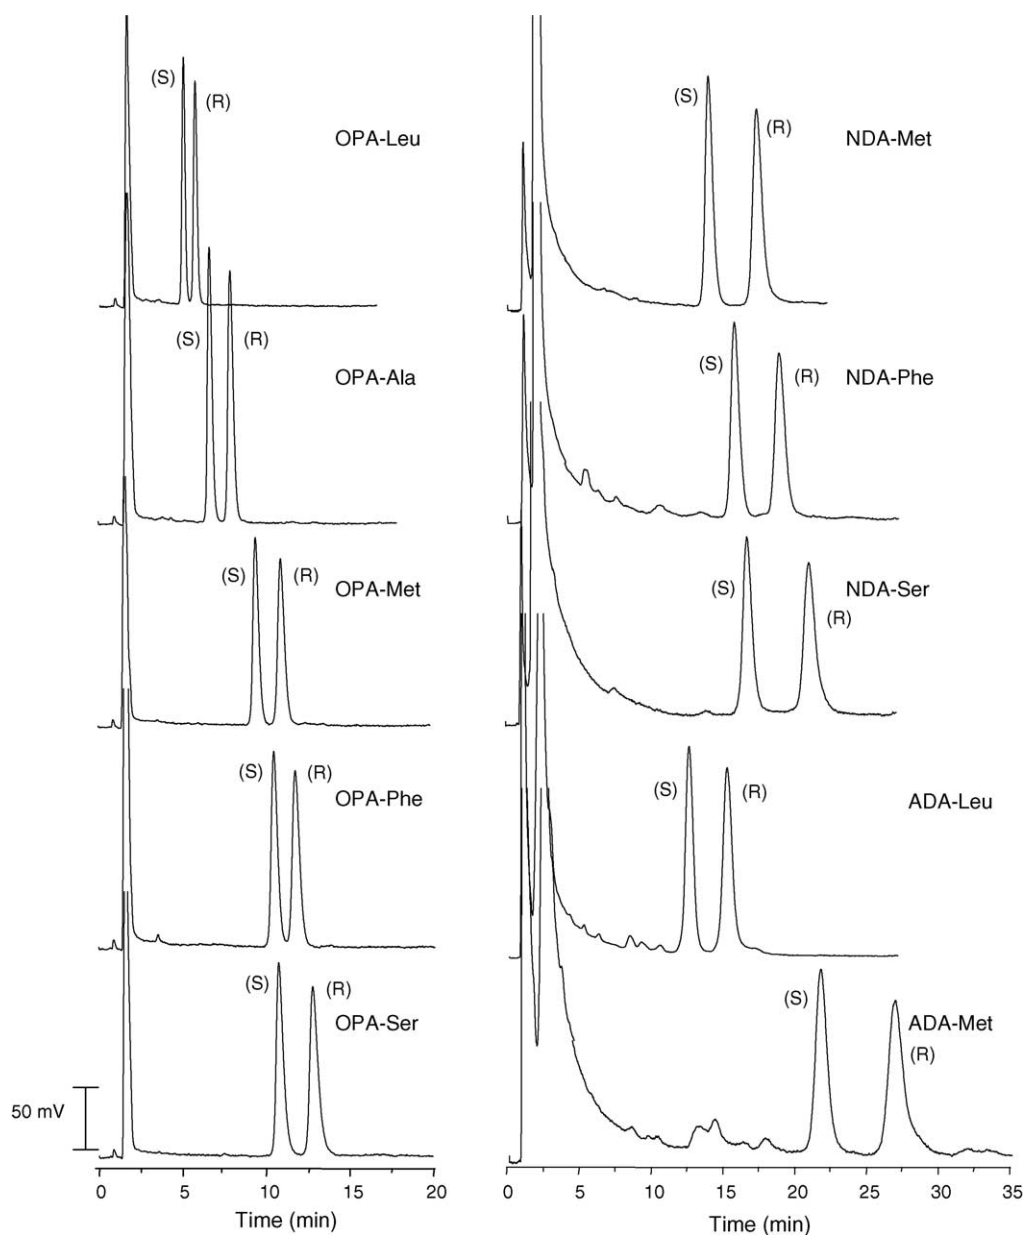 (S)
(R)
OPA-Leu
(S)
(R)
OPA-Ala
(S)
(R)
OPA-Met
(S)
(R)
OPA-Phe
(S)
(R)
OPA-Ser
50 mV
0 5 10 15 20
Time (min)
(S)
(R)
NDA-Met
(S)
(R)
NDA-Phe
(S)
(R)
NDA-Ser
(S)
(R)
ADA-Leu
(S)
ADA-Met
(R)
0 5 10 15 20 25 30 35
Time (min)